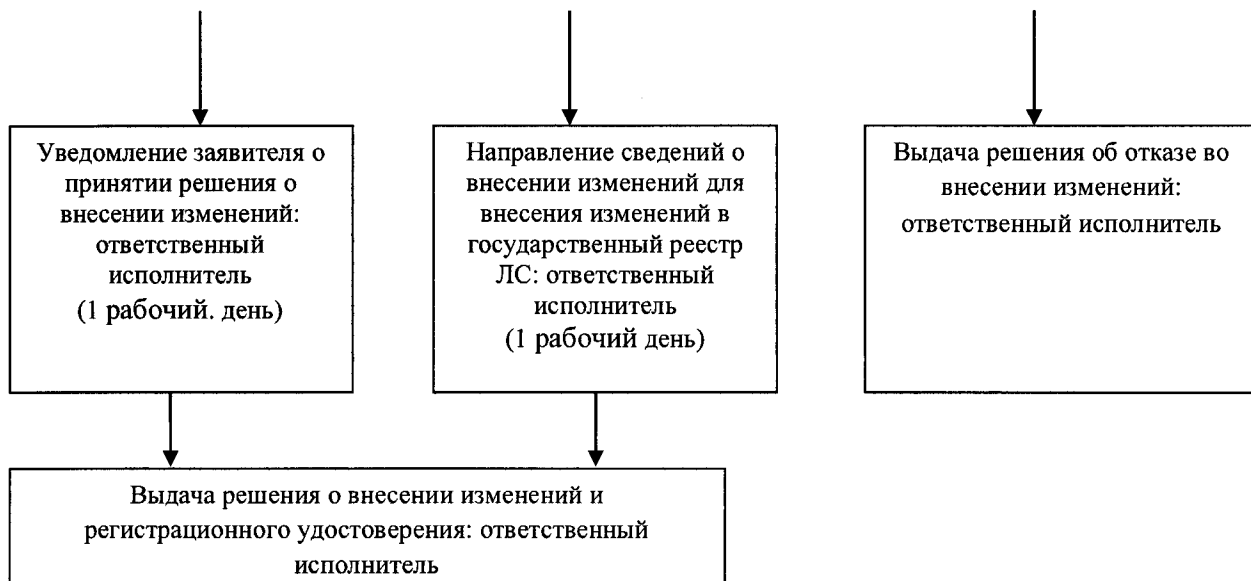 Уведомление заявителя о
принятии решения о
внесении изменений:
ответственный
исполнитель
(1 рабочий. день)
Направление сведений о
внесении изменений для
внесения изменений в
государственный реестр
ЛС: ответственный
исполнитель
(1 рабочий день)
Выдача решения об отказе во
внесении изменений:
ответственный исполнитель
Выдача решения о внесении изменений и
регистрационного удостоверения: ответственный
исполнитель